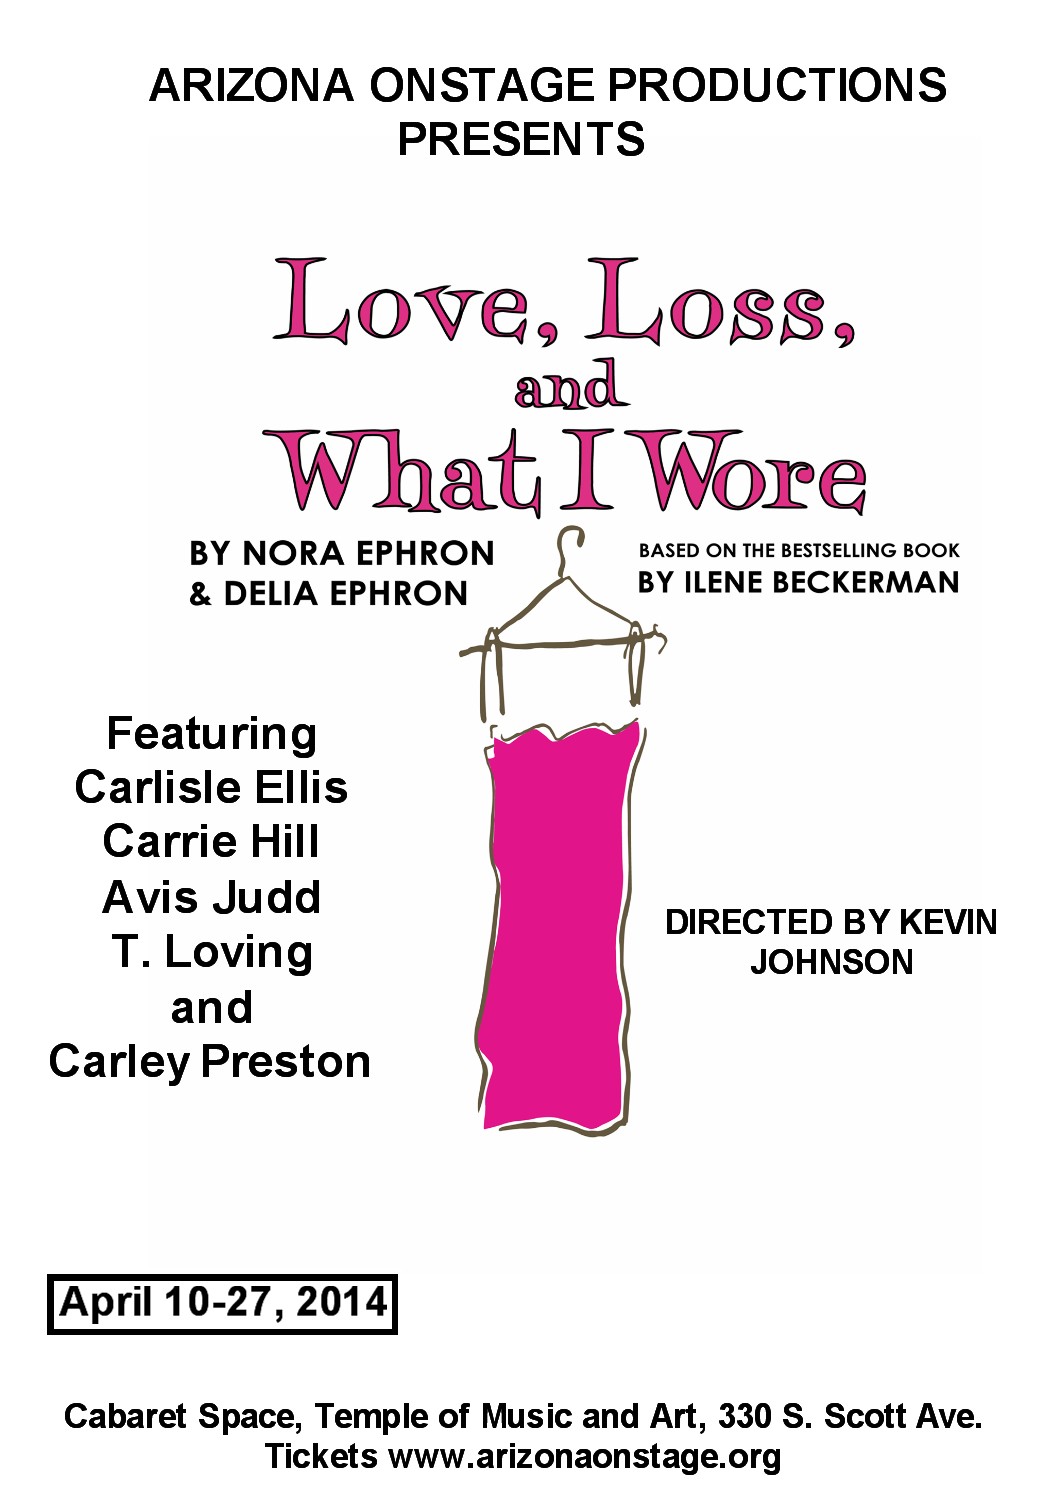 ARIZONA ONSTAGE PRODUCTIONS
PRESENTS
Love, Loss,
and
What I Wore
BY NORA EPHRON
& DELIA EPHRON
BASED ON THE BESTSELLING BOOK
BY ILENE BECKERMAN
Featuring
Carlisle Ellis
Carrie Hill
Avis Judd
T. Loving
and
Carley Preston
DIRECTED BY KEVIN
JOHNSON
April 10-27, 2014
Cabaret Space, Temple of Music and Art, 330 S. Scott Ave.
Tickets www.arizonaonstage.org